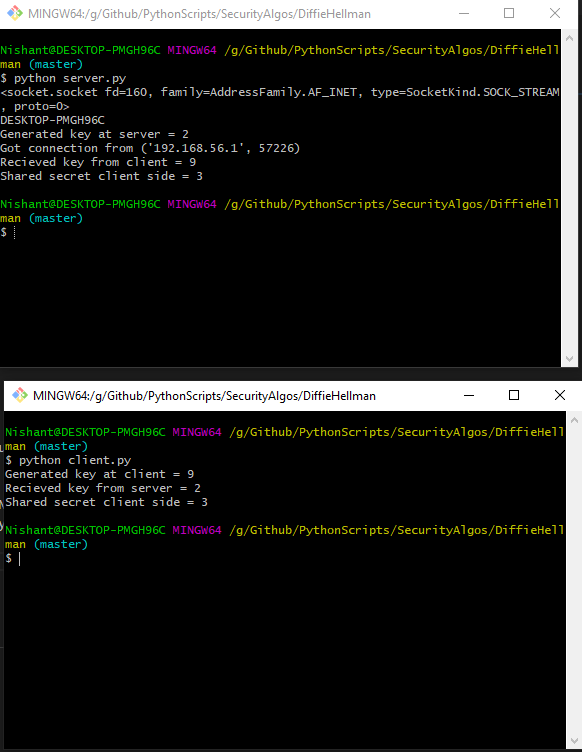 MINGW64:/g/Github/PythonScripts/SecurityAlgos/DiffieHellman
Nishant@DESKTOP-PMGH96C MINGW64 /g/Github/PythonScripts/SecurityAlgos/DiffieHell
man (master)
$ python server.py
<socket.socket fd=160, family=AddressFamily.AF_INET, type=SocketKind.SOCK_STREAM
, proto=0>
DESKTOP-PMGH96C
Generated key at server = 2
Got connection from ('192.168.56.1', 57226)
Recieved key from client = 9
Shared secret client side = 3
Nishant@DESKTOP-PMGH96C MINGW64 /g/Github/PythonScripts/SecurityAlgos/DiffieHell
man (master)
$
MINGW64:/g/Github/PythonScripts/SecurityAlgos/DiffieHellman
Nishant@DESKTOP-PMGH96C MINGW64 /g/Github/PythonScripts/SecurityAlgos/DiffieHell
man (master)
$ python client.py
Generated key at client = 9
Recieved key from server = 2
Shared secret client side = 3
Nishant@DESKTOP-PMGH96C MINGW64 /g/Github/PythonScripts/SecurityAlgos/DiffieHell
man (master)
$